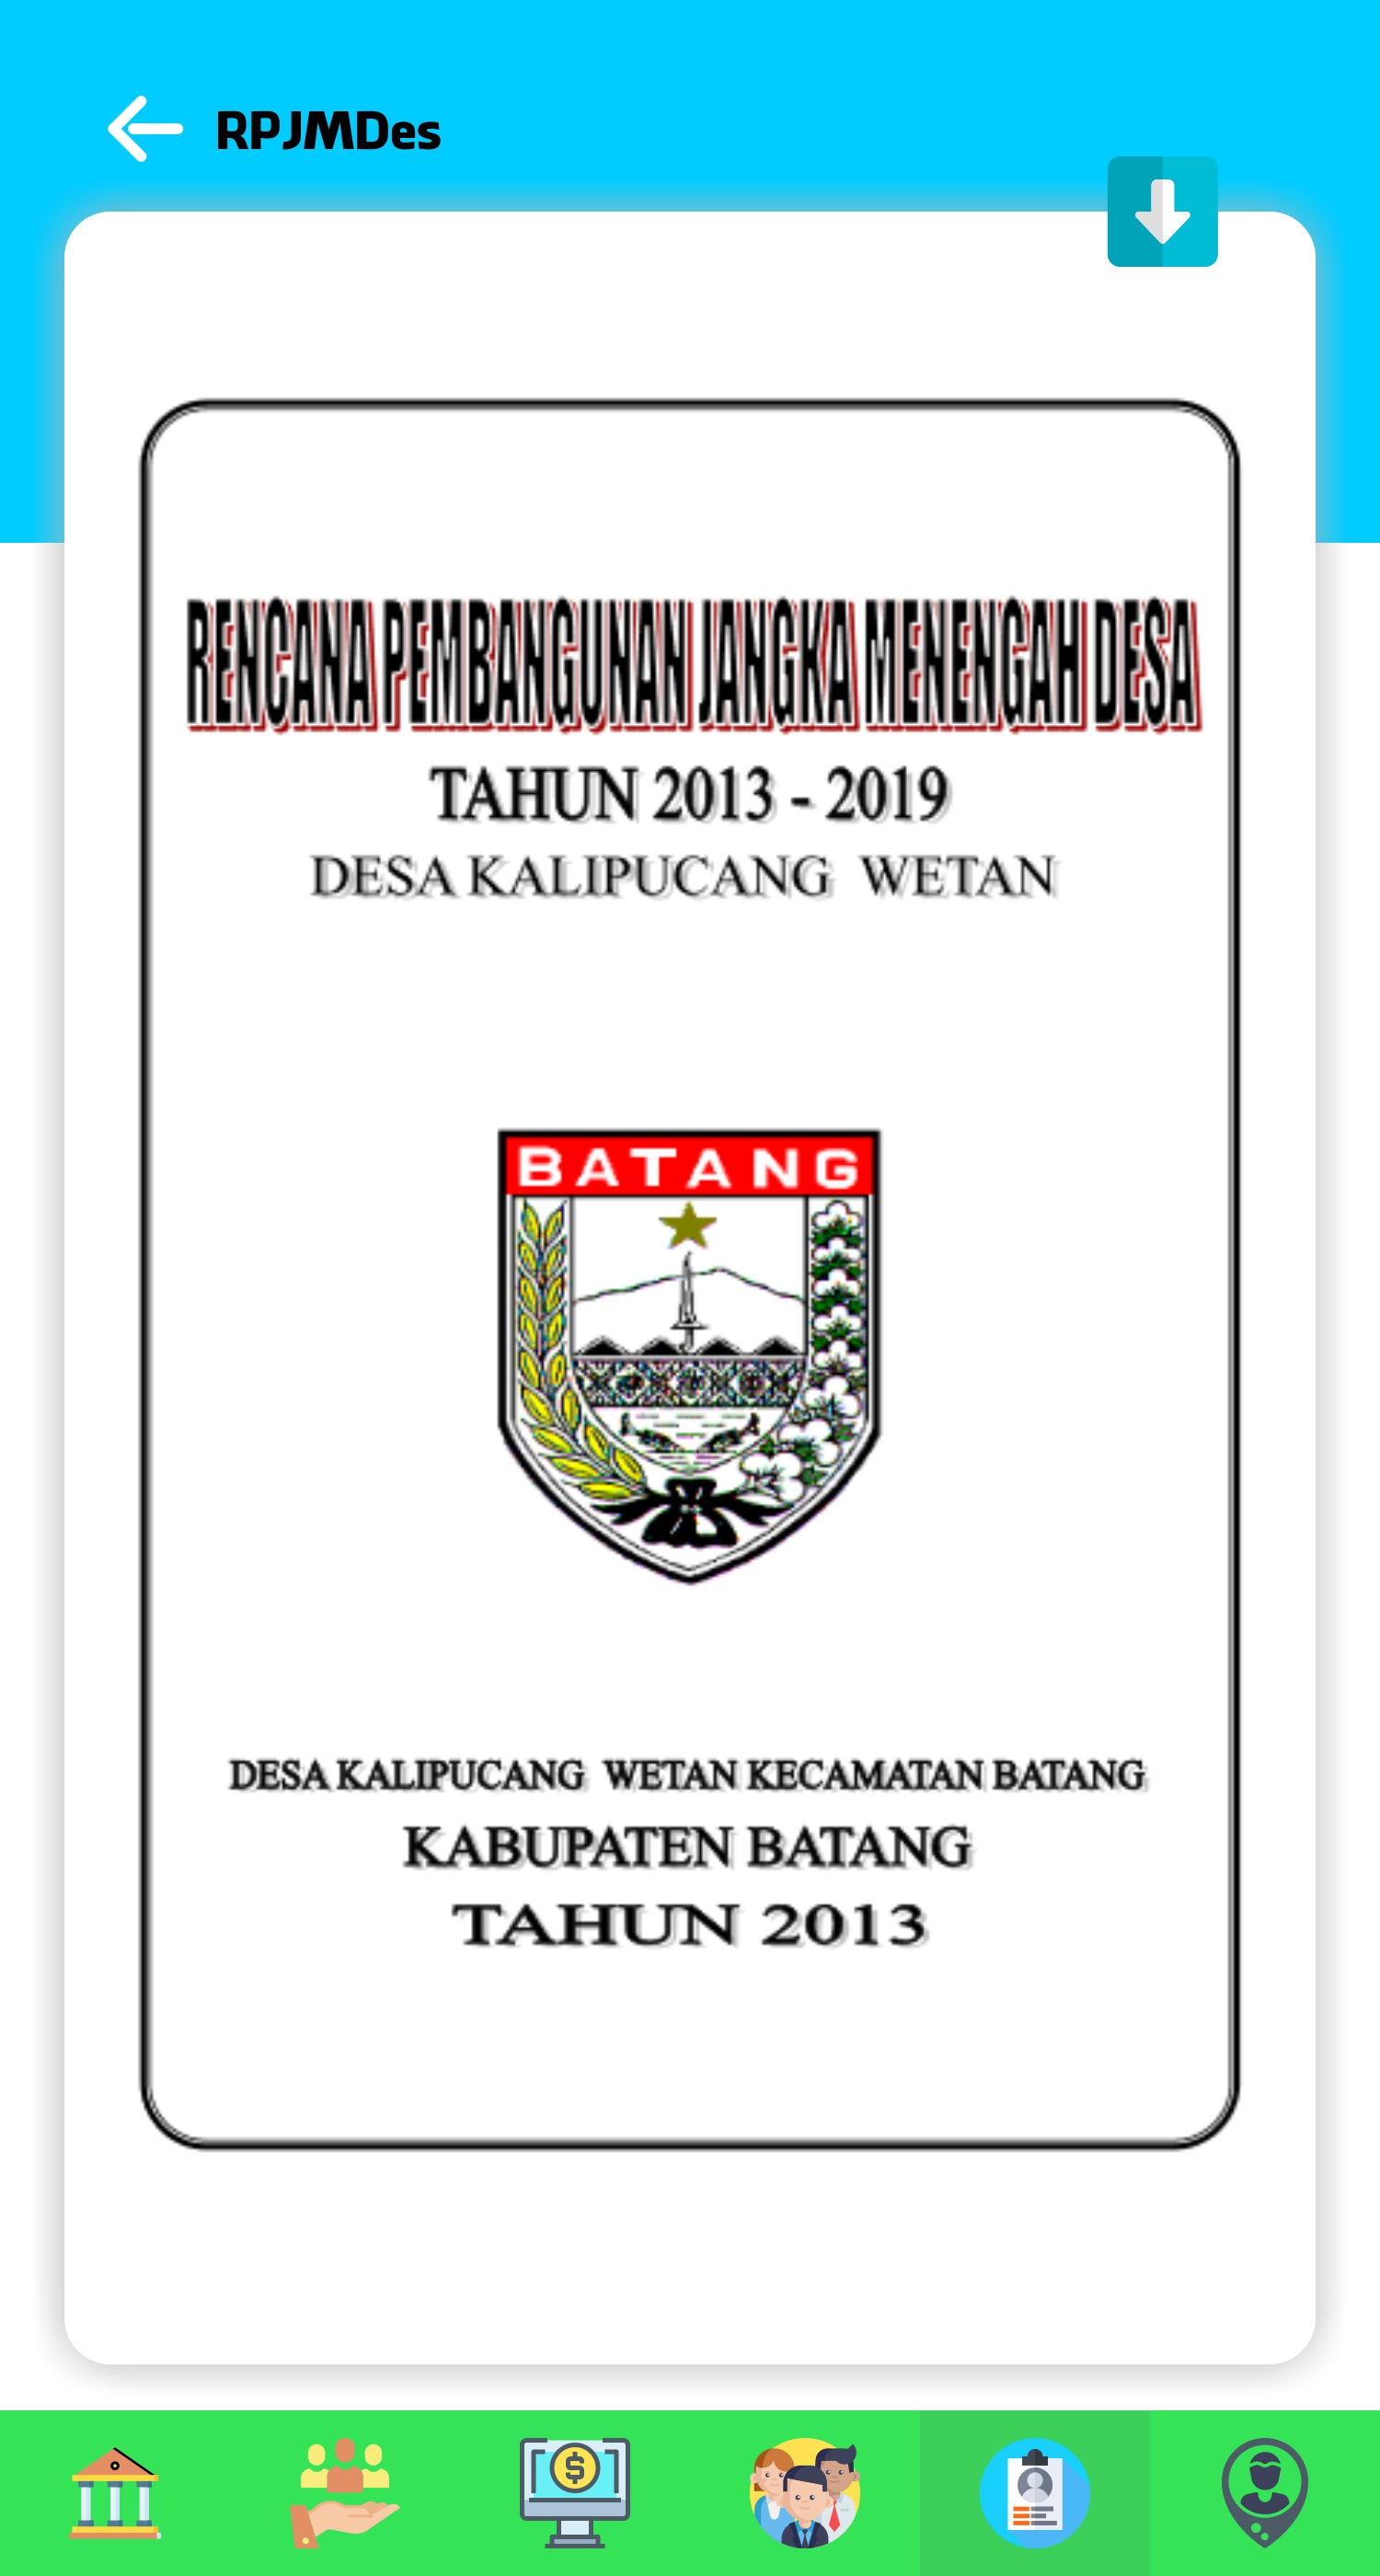 RPJMDes
RENCANA PEMBANGUNAN JANGKA MENENGAH DESA
TAHUN 2013 - 2019
DESA KALIPUCANG WETAN
BATANG
DESA KALIPUCANG WETAN KECAMATAN BATANG
KABUPATEN BATANG
TAHUN 2013
$